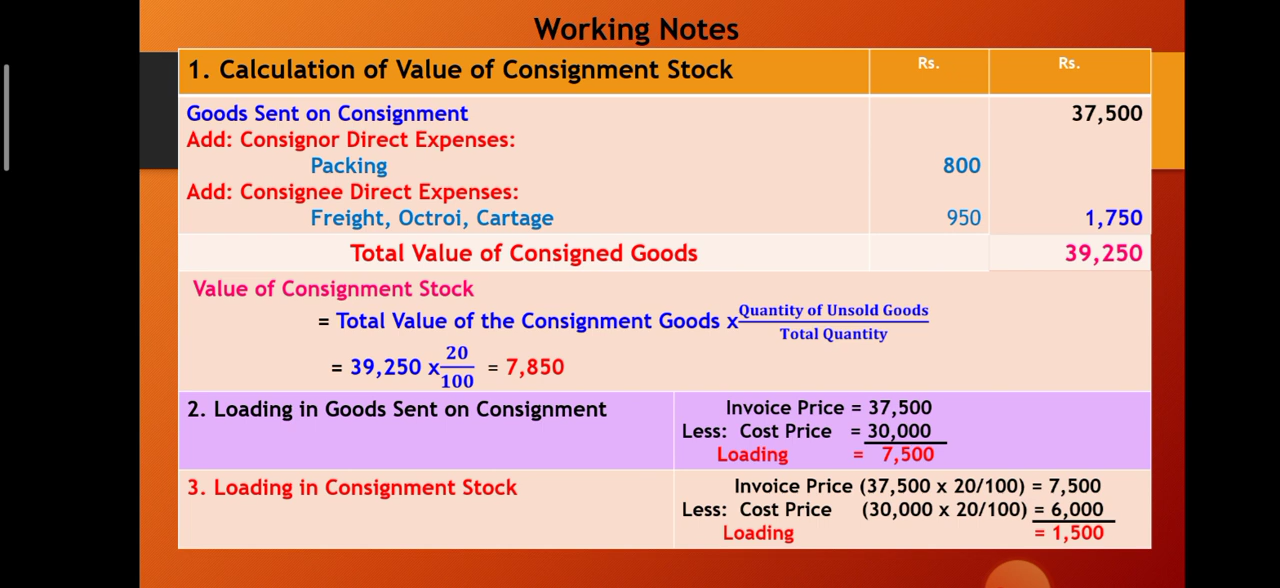 Working Notes
1. Calculation of Value of Consignment Stock Rs. Rs.
Goods Sent on Consignment 37,500
Add: Consignor Direct Expenses:
Packing 800
Add: Consignee Direct Expenses:
Freight, Octroi, Cartage 950 1,750
Total Value of Consigned Goods 39,250
Value of Consignment Stock
= Total Value of the Consignment Goods x Quantity of Unsold Goods / Total Quantity
= 39,250 x 20/100 = 7,850
2. Loading in Goods Sent on Consignment Invoice Price = 37,500
Less: Cost Price = 30,000
Loading = 7,500
3. Loading in Consignment Stock Invoice Price (37,500 x 20/100) = 7,500
Less: Cost Price (30,000 x 20/100) = 6,000
Loading = 1,500